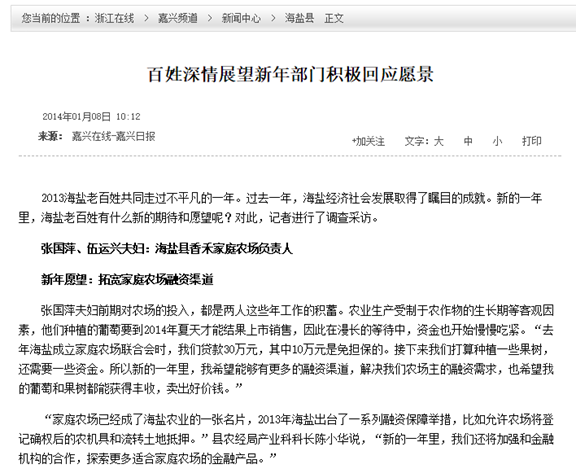 您当前的位置 ：浙江在线 > 嘉兴频道 > 新闻中心 > 海盐县 正文
百姓深情展望新年部门积极回应愿景
2014年01月08日 10:12
来源： 嘉兴在线-嘉兴日报
+加关注 文字：大 中 小 打印
2013海盐老百姓共同走过不平凡的一年。过去一年，海盐经济社会发展取得了瞩目的成就。新的一年
里，海盐老百姓有什么新的期待和愿望呢？对此，记者进行了调查采访。
张国萍、伍运兴夫妇：海盐县香禾家庭农场负责人
新年愿望：拓宽家庭农场融资渠道
张国萍夫妇前期对农场的投入，都是两人这些年工作的积蓄。农业生产受制于农作物的生长期等客观因
素，他们种植的葡萄要到2014年夏天才能结果上市销售，因此在漫长的等待中，资金也开始慢慢吃紧。“去
年海盐成立家庭农场联合会时，我们贷款30万元，其中10万元是免担保的。接下来我们打算种植一些果树，
还需要一些资金。所以新的一年里，我希望能够有更多的融资渠道，解决我们农场主的融资需求，也希望我
的葡萄和果树都能获得丰收，卖出好价钱。”
“家庭农场已经成了海盐农业的一张名片，2013年海盐出台了一系列融资保障举措，比如允许农场将登
记确权后的农机具和流转土地抵押。”县农经局产业科科长陈小华说，“新的一年里，我们还将加强和金融
机构的合作，探索更多适合家庭农场的金融产品。”